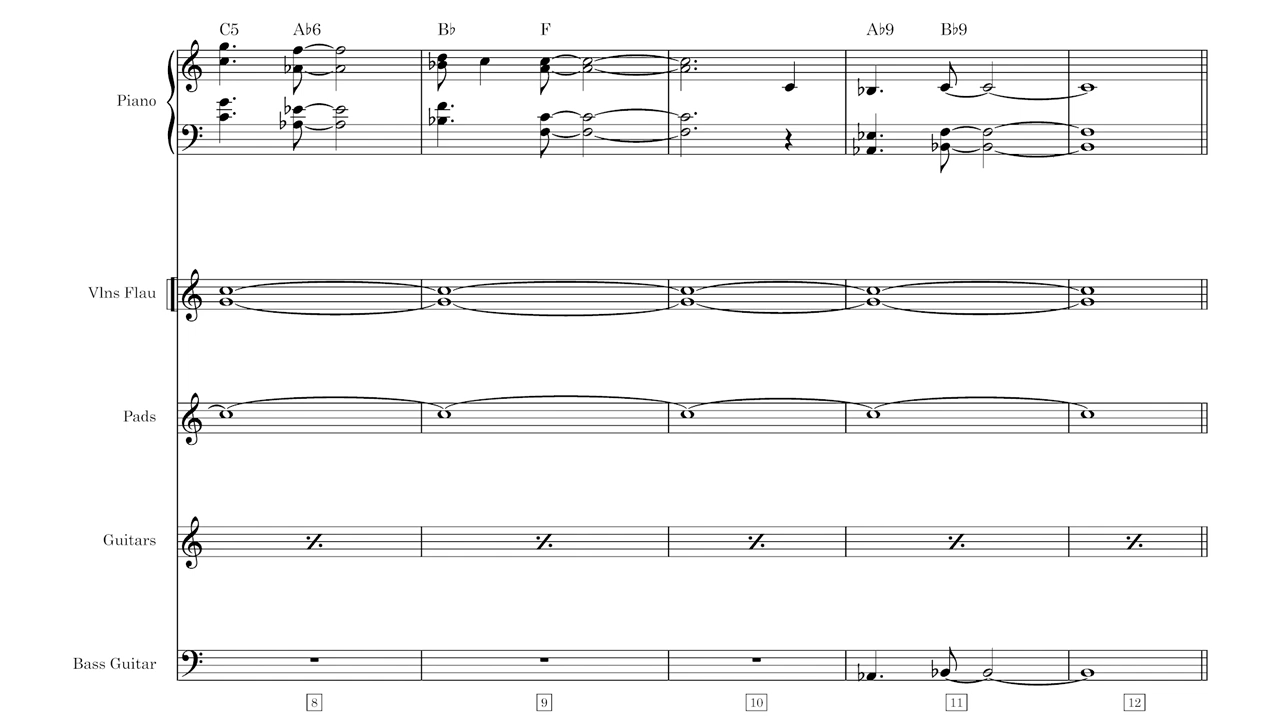 C5 A♭6 B♭ F A♭9 B♭9
Piano
Vlns Flau
Pads
Guitars
Bass Guitar
8 9 10 11 12